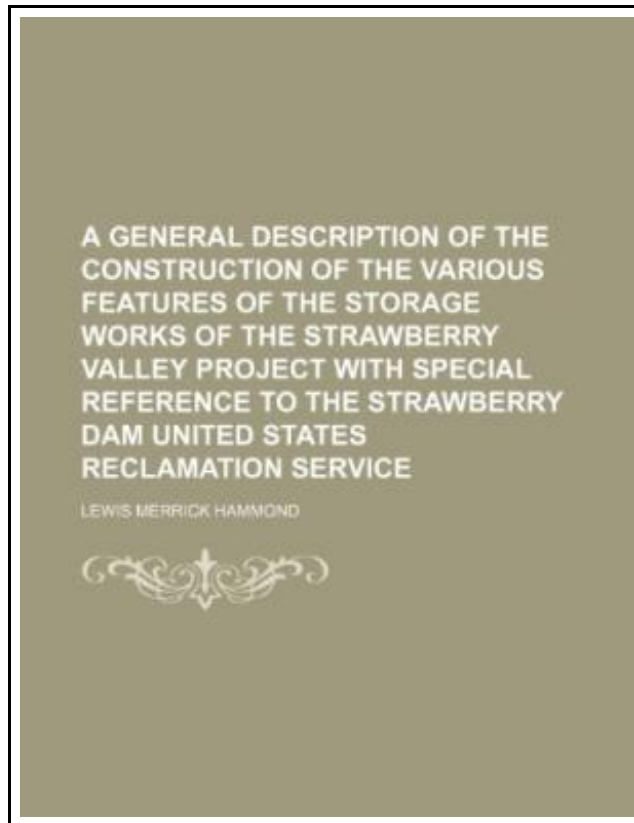 A GENERAL DESCRIPTION OF THE
CONSTRUCTION OF THE VARIOUS
FEATURES OF THE STORAGE
WORKS OF THE STRAWBERRY
VALLEY PROJECT WITH SPECIAL
REFERENCE TO THE STRAWBERRY
DAM UNITED STATES
RECLAMATION SERVICE
LEWIS MERRICK HAMMOND